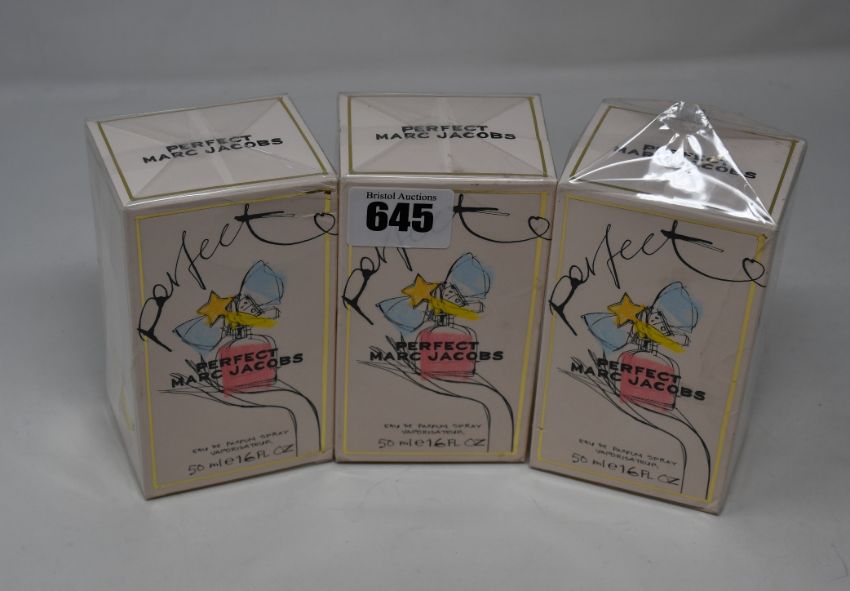 PERFECT
MARC JACOBS
Perfect
PERFECT
MARC JACOBS
EAU DE PARFUM SPRAY
VAPORISATEUR
50 ml e 1.6 FL OZ
PERFECT
MARC JACOBS
Bristol Auctions
645
Perfect
PERFECT
MARC JACOBS
EAU DE PARFUM SPRAY
VAPORISATEUR
50 ml e 1.6 FL OZ
PERFECT
MARC JACOBS
Perfect
PERFECT
MARC JACOBS
EAU DE PARFUM SPRAY
VAPORISATEUR
50 ml e 1.6 FL OZ